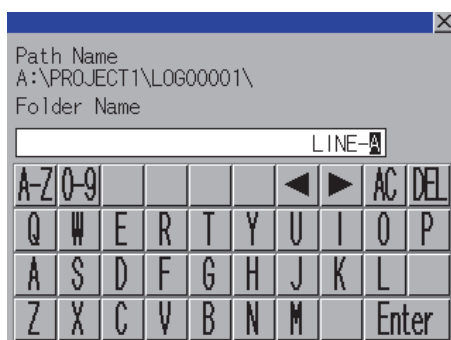 Path Name
A:\PROJECT1\LOG00001\
Folder Name
LINE-A
A-Z 0-9 ◀ ▶ AC DEL
Q W E R T Y U I O P
A S D F G H J K L
Z X C V B N M Enter